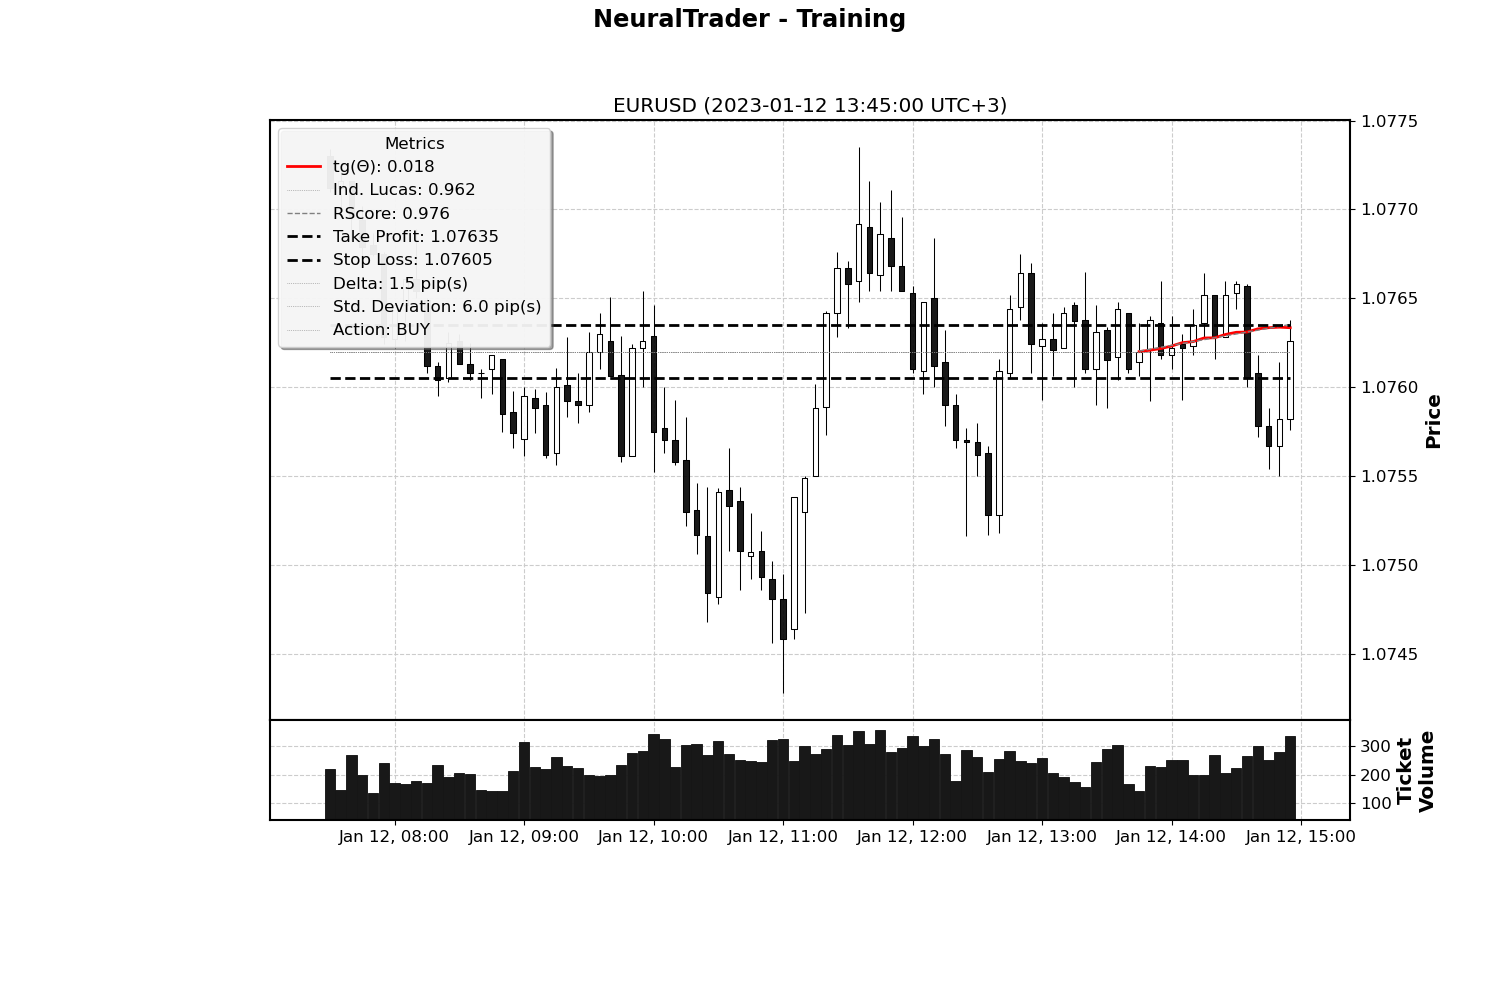 NeuralTrader - Training
EURUSD (2023-01-12 13:45:00 UTC+3)
Metrics
tg(Θ): 0.018
Ind. Lucas: 0.962
RScore: 0.976
Take Profit: 1.07635
Stop Loss: 1.07605
Delta: 1.5 pip(s)
Std. Deviation: 6.0 pip(s)
Action: BUY
1.0775
1.0770
1.0765
1.0760
1.0755
1.0750
1.0745
Price
300
200
100
Ticket
Volume
Jan 12, 08:00
Jan 12, 09:00
Jan 12, 10:00
Jan 12, 11:00
Jan 12, 12:00
Jan 12, 13:00
Jan 12, 14:00
Jan 12, 15:00